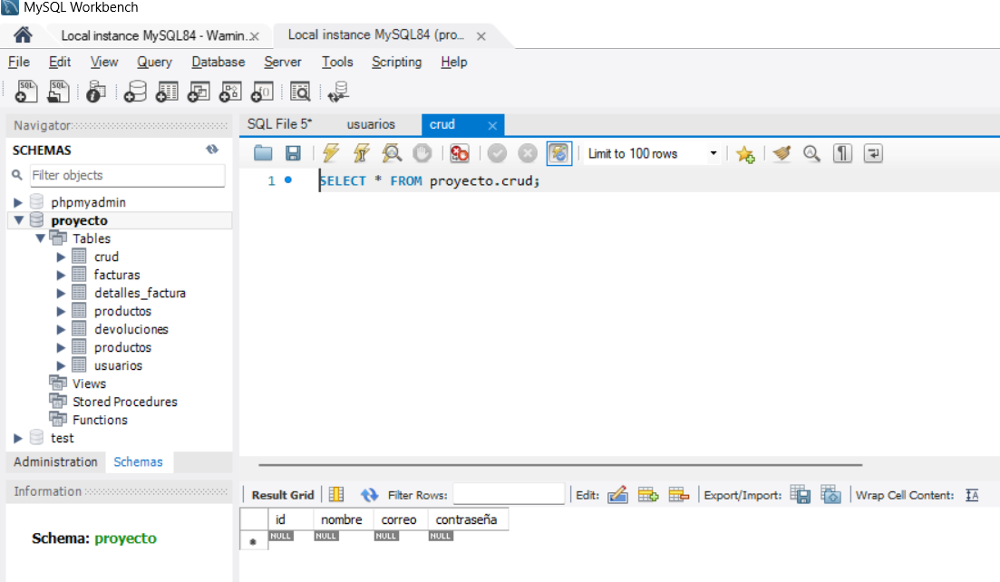 MySQL Workbench
Local instance MySQL84 - Warnin... Local instance MySQL84 (pro...
File Edit View Query Database Server Tools Scripting Help
SQL SQL
Navigator
SCHEMAS
Filter objects
phpmyadmin
proyecto
Tables
crud
facturas
detalles_factura
productos
devoluciones
productos
usuarios
Views
Stored Procedures
Functions
test
Administration Schemas
Information
Schema: proyecto
SQL File 5* usuarios crud
Limit to 100 rows
1 SELECT * FROM proyecto.crud;
Result Grid Filter Rows: Edit: Export/Import: Wrap Cell Content:
id nombre correo contraseña
* NULL NULL NULL NULL